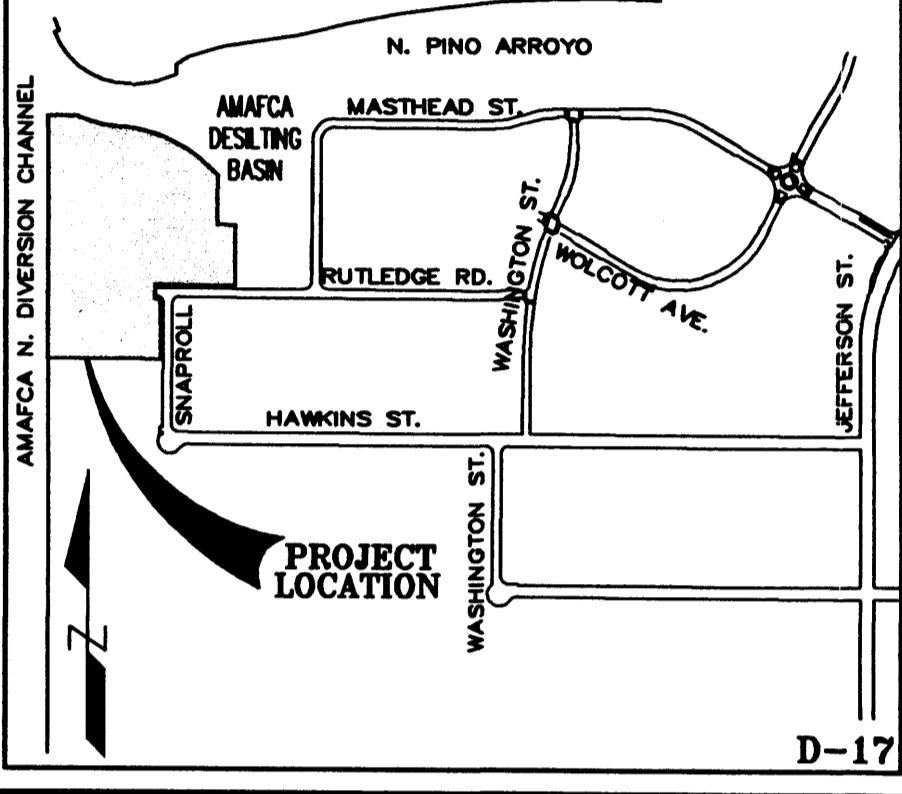 N. PINO ARROYO
AMAFCA N. DIVERSION CHANNEL
AMAFCA
DESILTING
BASIN
MASTHEAD ST.
WASHINGTON ST.
WOLCOTT AVE.
RUTLEDGE RD.
JEFFERSON ST.
SNAPROLL
HAWKINS ST.
WASHINGTON ST.
PROJECT
LOCATION
N
D-17